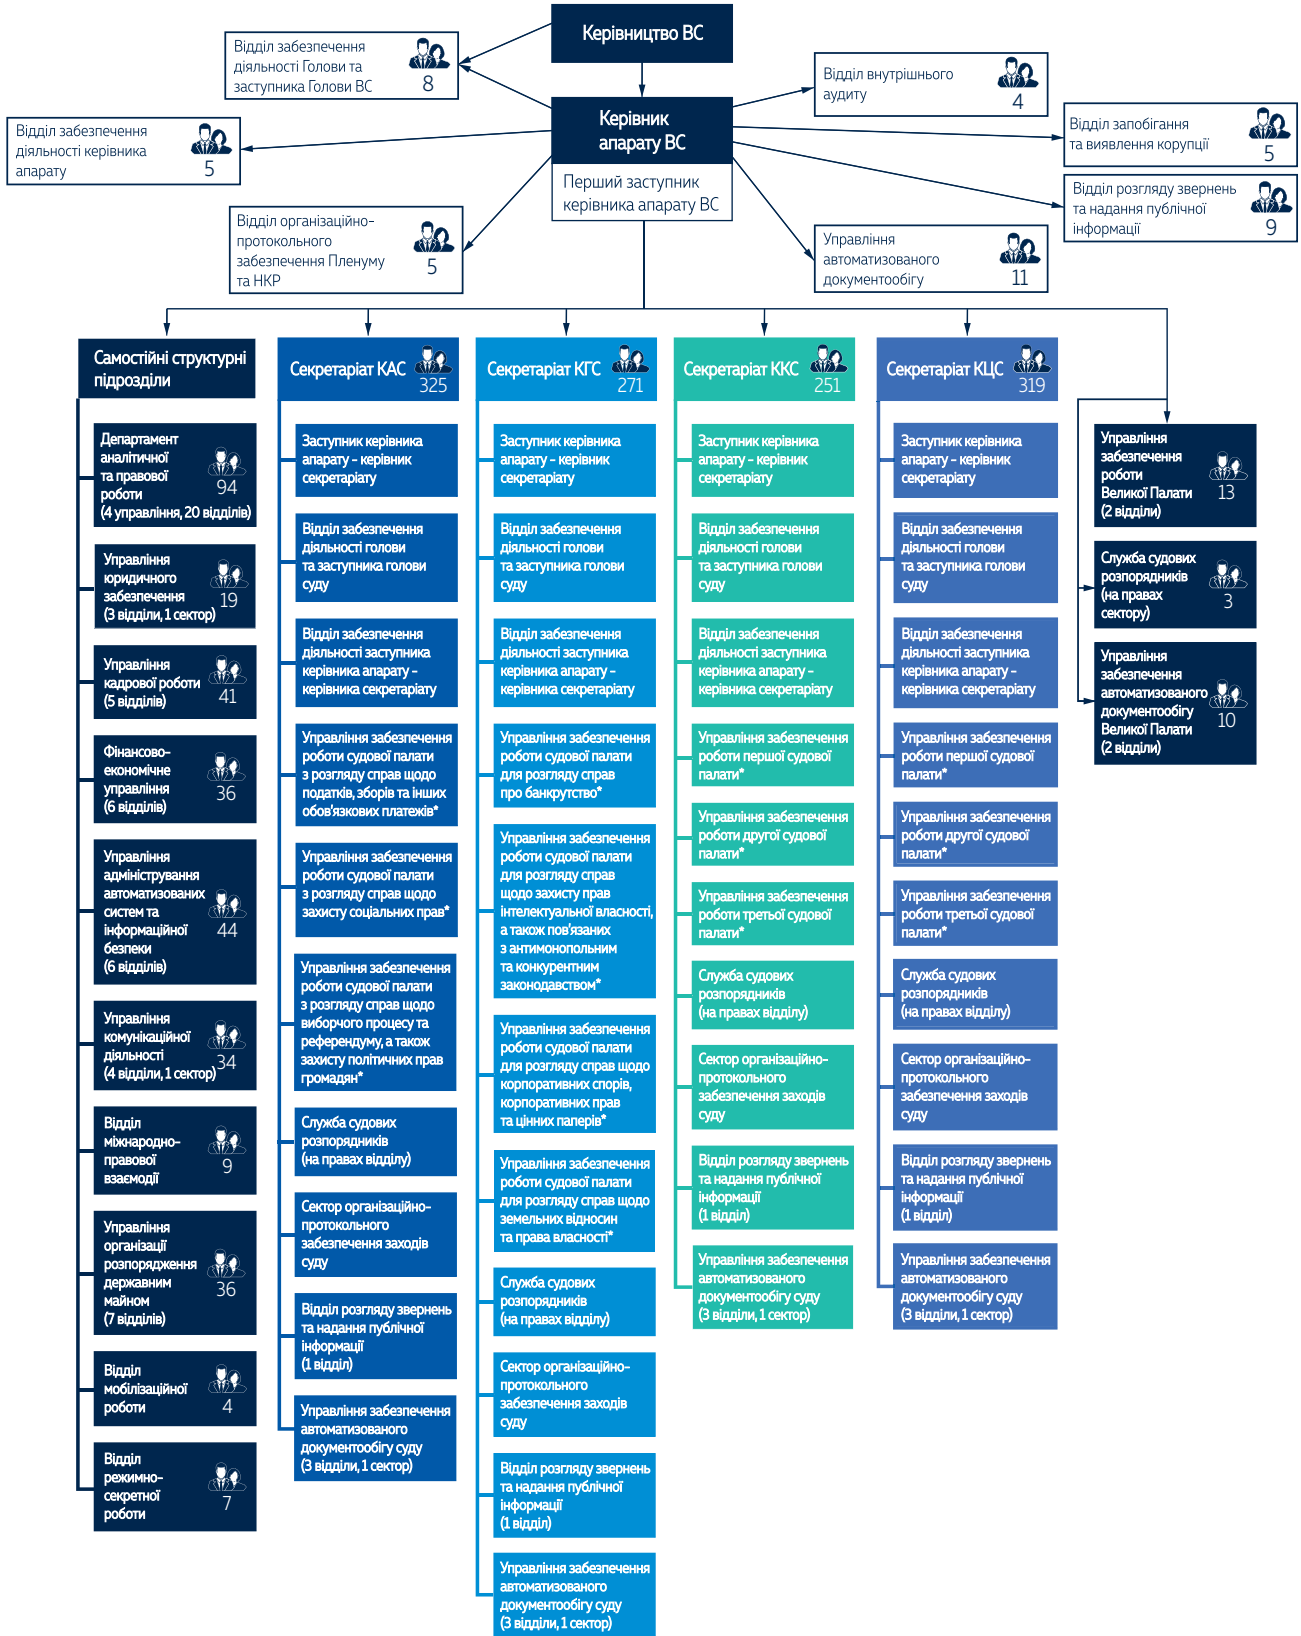 Керівництво ВС
Відділ забезпечення
діяльності Голови та
заступника Голови ВС
8
Керівник
апарату ВС
Перший заступник
керівника апарату ВС
Відділ внутрішнього
аудиту
4
Відділ запобігання
та виявлення корупції
5
Відділ забезпечення
діяльності керівника
апарату
5
Відділ розгляду звернень
та надання публічної
інформації
9
Відділ організаційно-
протокольного
забезпечення Пленуму
та НКР
5
Управління
автоматизованого
документообігу
11
Самостійні структурні
підрозділи
Департамент
аналітичної
та правової
роботи
(4 управління, 20 відділів)
94
Управління
юридичного
забезпечення
(3 відділи, 1 сектор)
19
Управління
кадрової роботи
(5 відділів)
41
Фінансово-
економічне
управління
(6 відділів)
36
Управління
адміністрування
автоматизованих
систем та
інформаційної
безпеки
(6 відділів)
44
Управління
комунікаційної
діяльності
(4 відділи, 1 сектор)
34
Відділ
міжнародно-
правової
взаємодії
9
Управління
організації
розпорядження
державним
майном
(7 відділів)
36
Відділ
мобілізаційної
роботи
4
Відділ
режимно-
секретної
роботи
7
Секретаріат КАС
325
Заступник керівника
апарату – керівник
секретаріату
Відділ забезпечення
діяльності голови
та заступника голови
суду
Відділ забезпечення
діяльності заступника
керівника апарату –
керівника секретаріату
Управління забезпечення
роботи судової палати
з розгляду справ щодо
податків, зборів та інших
обов'язкових платежів*
Управління забезпечення
роботи судової палати
з розгляду справ щодо
захисту соціальних прав*
Управління забезпечення
роботи судової палати
з розгляду справ щодо
виборчого процесу та
референдуму, а також
захисту політичних прав
громадян*
Служба судових
розпорядників
(на правах відділу)
Сектор організаційно-
протокольного
забезпечення заходів
суду
Відділ розгляду звернень
та надання публічної
інформації
(1 відділ)
Управління забезпечення
автоматизованого
документообігу суду
(3 відділи, 1 сектор)
Секретаріат КГС
271
Заступник керівника
апарату – керівник
секретаріату
Відділ забезпечення
діяльності голови
та заступника голови
суду
Відділ забезпечення
діяльності заступника
керівника апарату –
керівника секретаріату
Управління забезпечення
роботи судової палати
для розгляду справ
про банкрутство*
Управління забезпечення
роботи судової палати
для розгляду справ
щодо захисту прав
інтелектуальної власності,
а також пов'язаних
з антимонопольним
та конкурентним
законодавством*
Управління забезпечення
роботи судової палати
для розгляду справ щодо
корпоративних спорів,
корпоративних прав
та цінних паперів*
Управління забезпечення
роботи судової палати
для розгляду справ щодо
земельних відносин
та права власності*
Служба судових
розпорядників
(на правах відділу)
Сектор організаційно-
протокольного
забезпечення заходів
суду
Відділ розгляду звернень
та надання публічної
інформації
(1 відділ)
Управління забезпечення
автоматизованого
документообігу суду
(3 відділи, 1 сектор)
Секретаріат ККС
251
Заступник керівника
апарату – керівник
секретаріату
Відділ забезпечення
діяльності голови
та заступника голови
суду
Відділ забезпечення
діяльності заступника
керівника апарату –
керівника секретаріату
Управління забезпечення
роботи першої судової
палати*
Управління забезпечення
роботи другої судової
палати*
Управління забезпечення
роботи третьої судової
палати*
Служба судових
розпорядників
(на правах відділу)
Сектор організаційно-
протокольного
забезпечення заходів
суду
Відділ розгляду звернень
та надання публічної
інформації
(1 відділ)
Управління забезпечення
автоматизованого
документообігу суду
(3 відділи, 1 сектор)
Секретаріат КЦС
319
Заступник керівника
апарату – керівник
секретаріату
Відділ забезпечення
діяльності голови
та заступника голови
суду
Відділ забезпечення
діяльності заступника
керівника апарату –
керівника секретаріату
Управління забезпечення
роботи першої судової
палати*
Управління забезпечення
роботи другої судової
палати*
Управління забезпечення
роботи третьої судової
палати*
Служба судових
розпорядників
(на правах відділу)
Сектор організаційно-
протокольного
забезпечення заходів
суду
Відділ розгляду звернень
та надання публічної
інформації
(1 відділ)
Управління забезпечення
автоматизованого
документообігу суду
(3 відділи, 1 сектор)
Управління
забезпечення
роботи
Великої Палати
(2 відділи)
13
Служба судових
розпорядників
(на правах
сектору)
3
Управління
забезпечення
автоматизованого
документообігу
Великої Палати
(2 відділи)
10